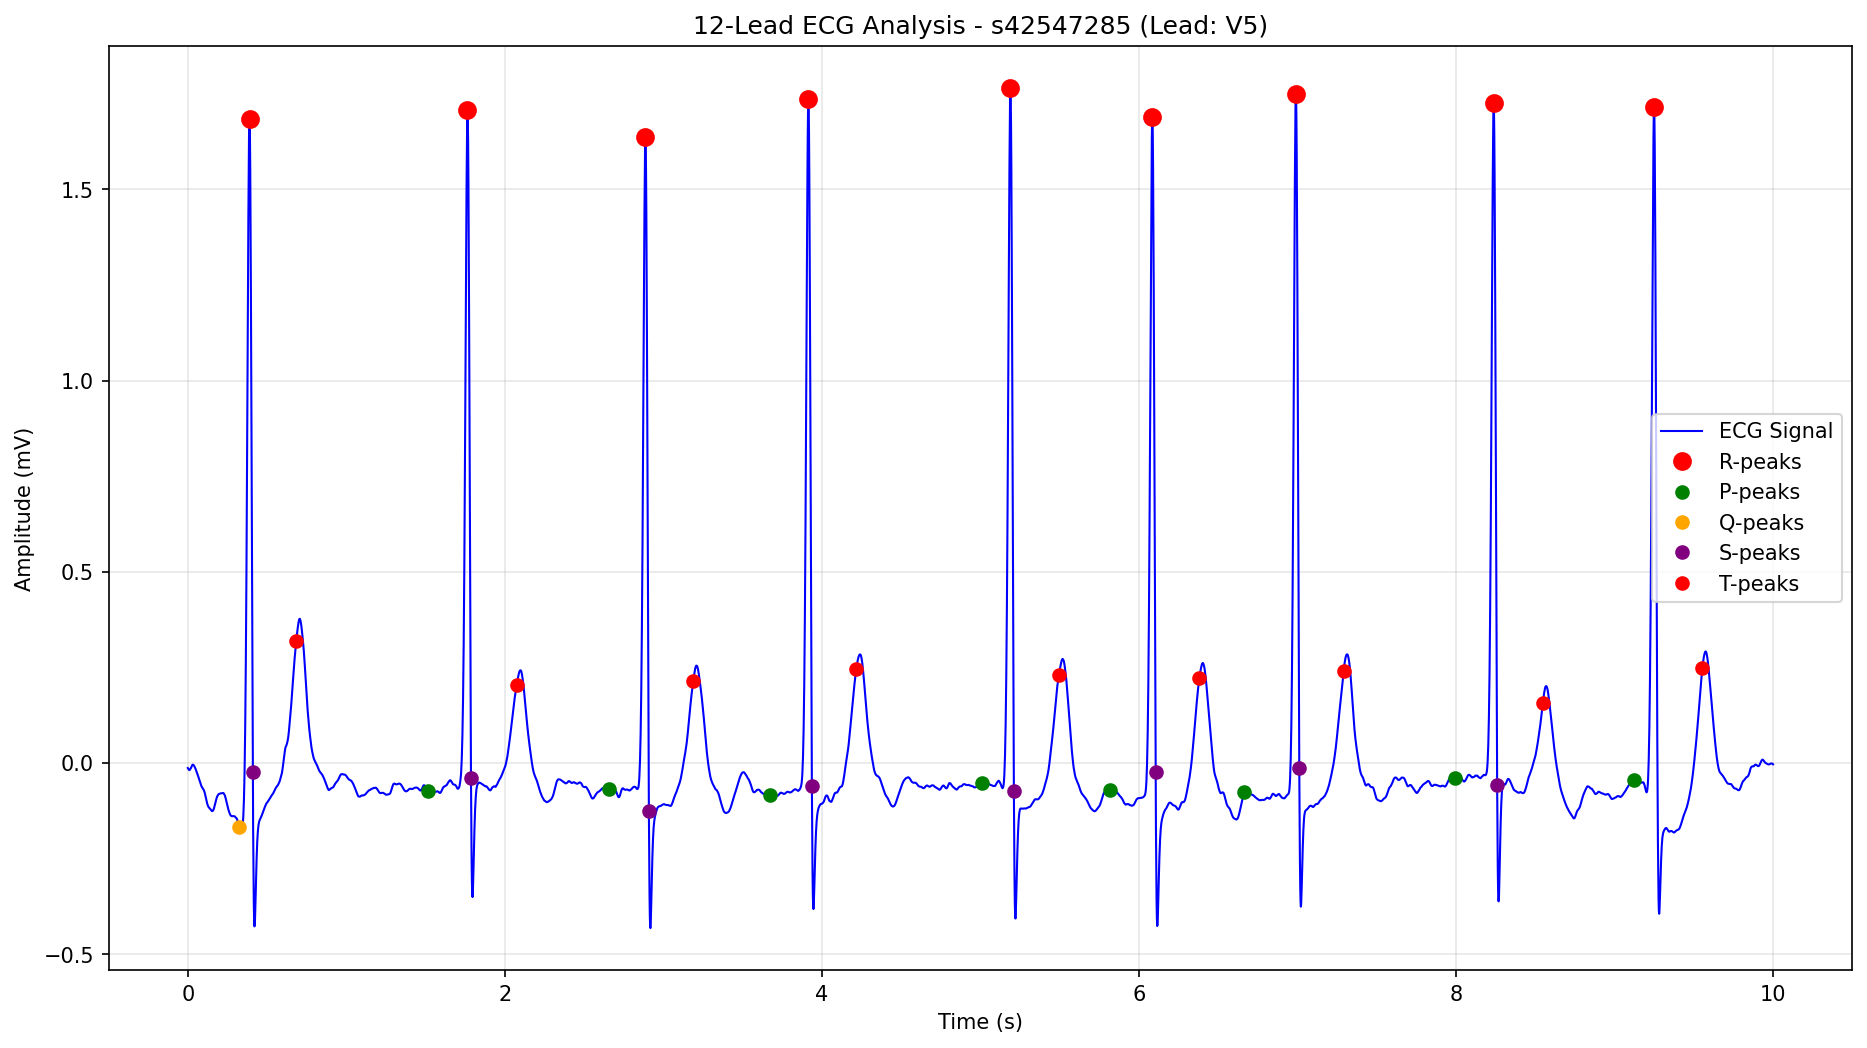 12-Lead ECG Analysis - s42547285 (Lead: V5)
Amplitude (mV)
1.5
1.0
0.5
0.0
−0.5
ECG Signal
R-peaks
P-peaks
Q-peaks
S-peaks
T-peaks
0 2 4 6 8 10
Time (s)